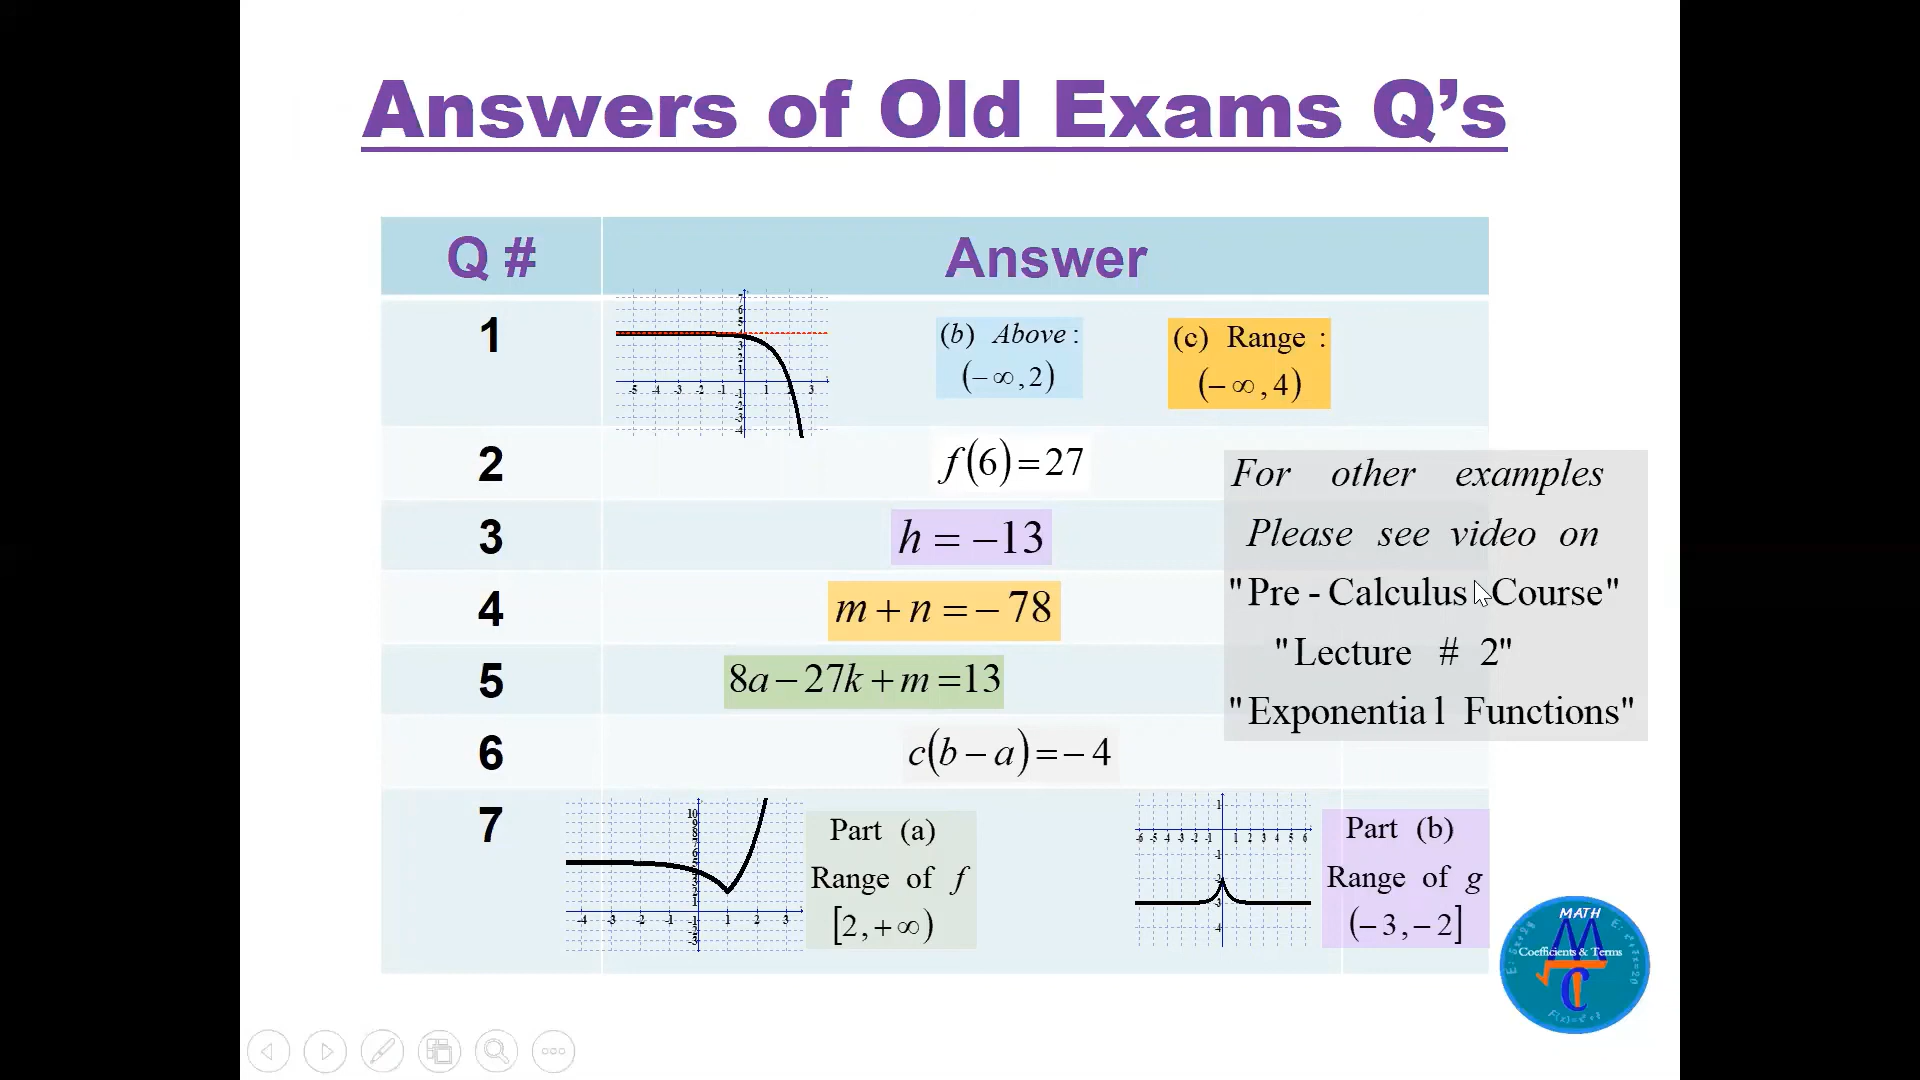 Answers of Old Exams Q's
Q # Answer
1
(b) Above :
(−∞,2)
(c) Range :
(−∞,4)
2 f(6)=27
3 h = −13
4 m + n = −78
5 8a − 27k + m =13
6 c(b − a)= −4
7
Part (a)
Range of f
[2,+∞)
Part (b)
Range of g
(−3,−2]
For other examples
Please see video on
"Pre - Calculus Course"
"Lecture # 2"
"Exponential Functions"
MATH
Coefficients & Terms